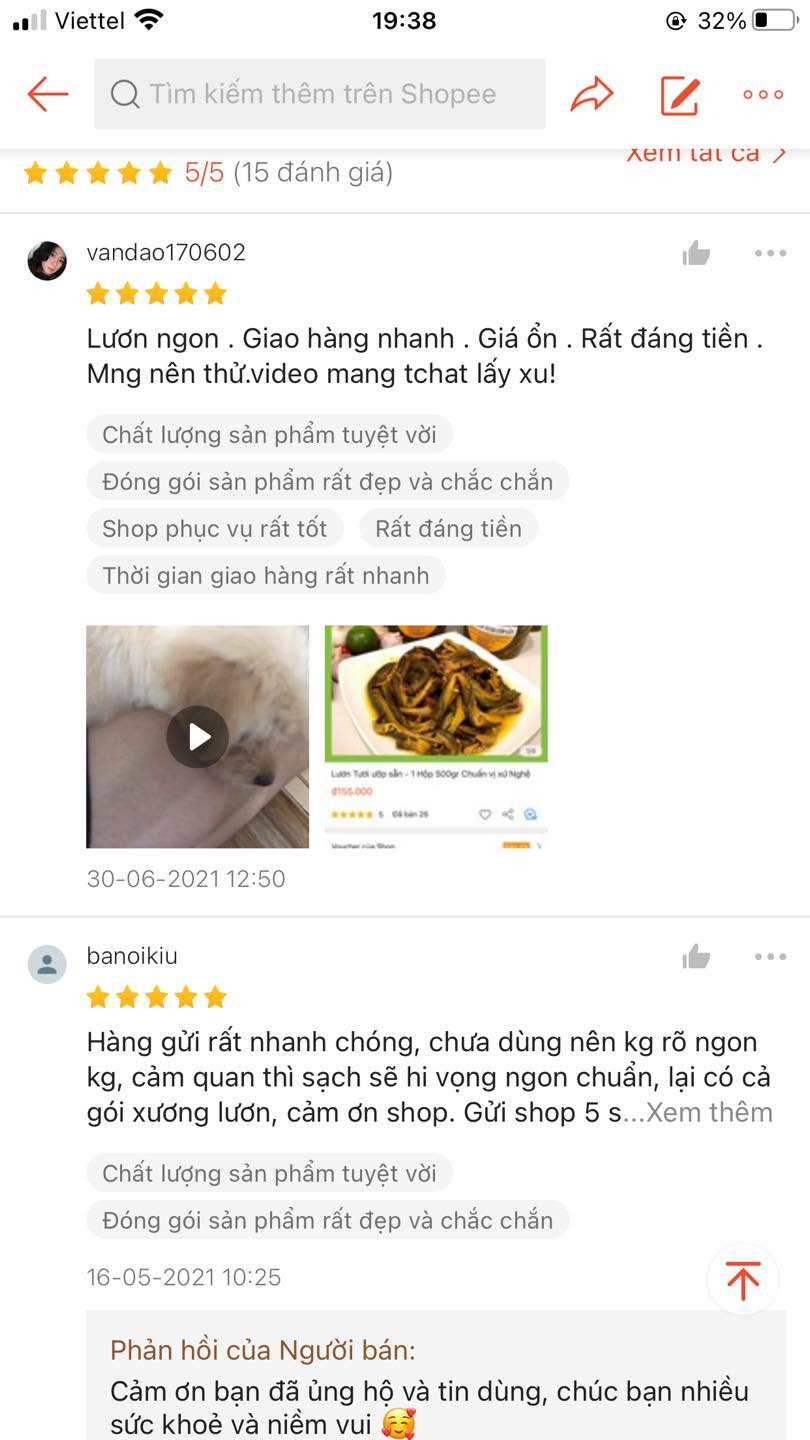 Viettel 19:38 32%
Tìm kiếm thêm trên Shopee
Xem tất cả >
5/5 (15 đánh giá)
vandao170602
Lươn ngon . Giao hàng nhanh . Giá ổn . Rất đáng tiền .
Mng nên thử.video mang tchat lấy xu!
Chất lượng sản phẩm tuyệt vời
Đóng gói sản phẩm rất đẹp và chắc chắn
Shop phục vụ rất tốt Rất đáng tiền
Thời gian giao hàng rất nhanh
Lươn Tươi ướp sẵn - 1 Hộp 500gr Chuẩn vị xứ Nghệ
₫155.000
5 Đã bán 26
Voucher của Shop
30-06-2021 12:50
banoikiu
Hàng gửi rất nhanh chóng, chưa dùng nên kg rõ ngon
kg, cảm quan thì sạch sẽ hi vọng ngon chuẩn, lại có cả
gói xương lươn, cảm ơn shop. Gửi shop 5 s...Xem thêm
Chất lượng sản phẩm tuyệt vời
Đóng gói sản phẩm rất đẹp và chắc chắn
16-05-2021 10:25
Phản hồi của Người bán:
Cảm ơn bạn đã ủng hộ và tin dùng, chúc bạn nhiều
sức khoẻ và niềm vui 🥰